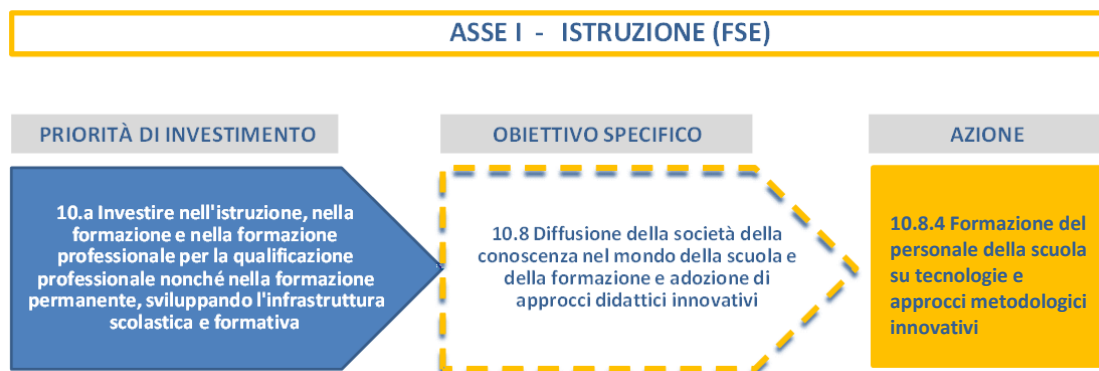 ASSE I - ISTRUZIONE (FSE)
PRIORITÀ DI INVESTIMENTO
OBIETTIVO SPECIFICO
AZIONE
10.a Investire nell'istruzione, nella
formazione e nella formazione
professionale per la qualificazione
professionale nonché nella formazione
permanente, sviluppando l'infrastruttura
scolastica e formativa
10.8 Diffusione della società della
conoscenza nel mondo della scuola e
della formazione e adozione di
approcci didattici innovativi
10.8.4 Formazione del
personale della scuola
su tecnologie e
approcci metodologici
innovativi